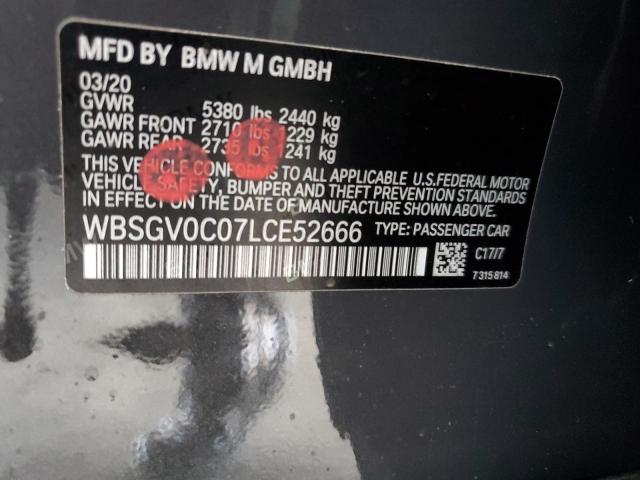 MFD BY BMW M GMBH
03/20
GVWR 5380 lbs 2440 kg
GAWR FRONT 2710 lbs 1229 kg
GAWR REAR 2735 lbs 1241 kg
THIS VEHICLE CONFORMS TO ALL APPLICABLE U.S.FEDERAL MOTOR
VEHICLE SAFETY, BUMPER AND THEFT PREVENTION STANDARDS
IN EFFECT ON THE DATE OF MANUFACTURE SHOWN ABOVE.
WBSGV0C07LCE52666 TYPE: PASSENGER CAR
C17/7
7315814